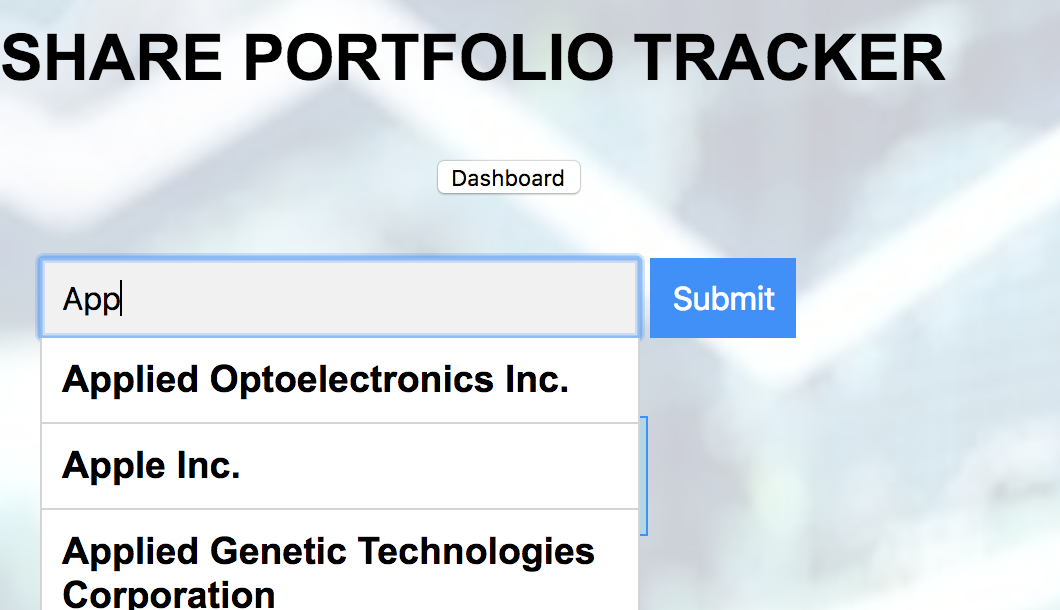 SHARE PORTFOLIO TRACKER
Dashboard
App
Submit
Applied Optoelectronics Inc.
Apple Inc.
Applied Genetic Technologies
Corporation